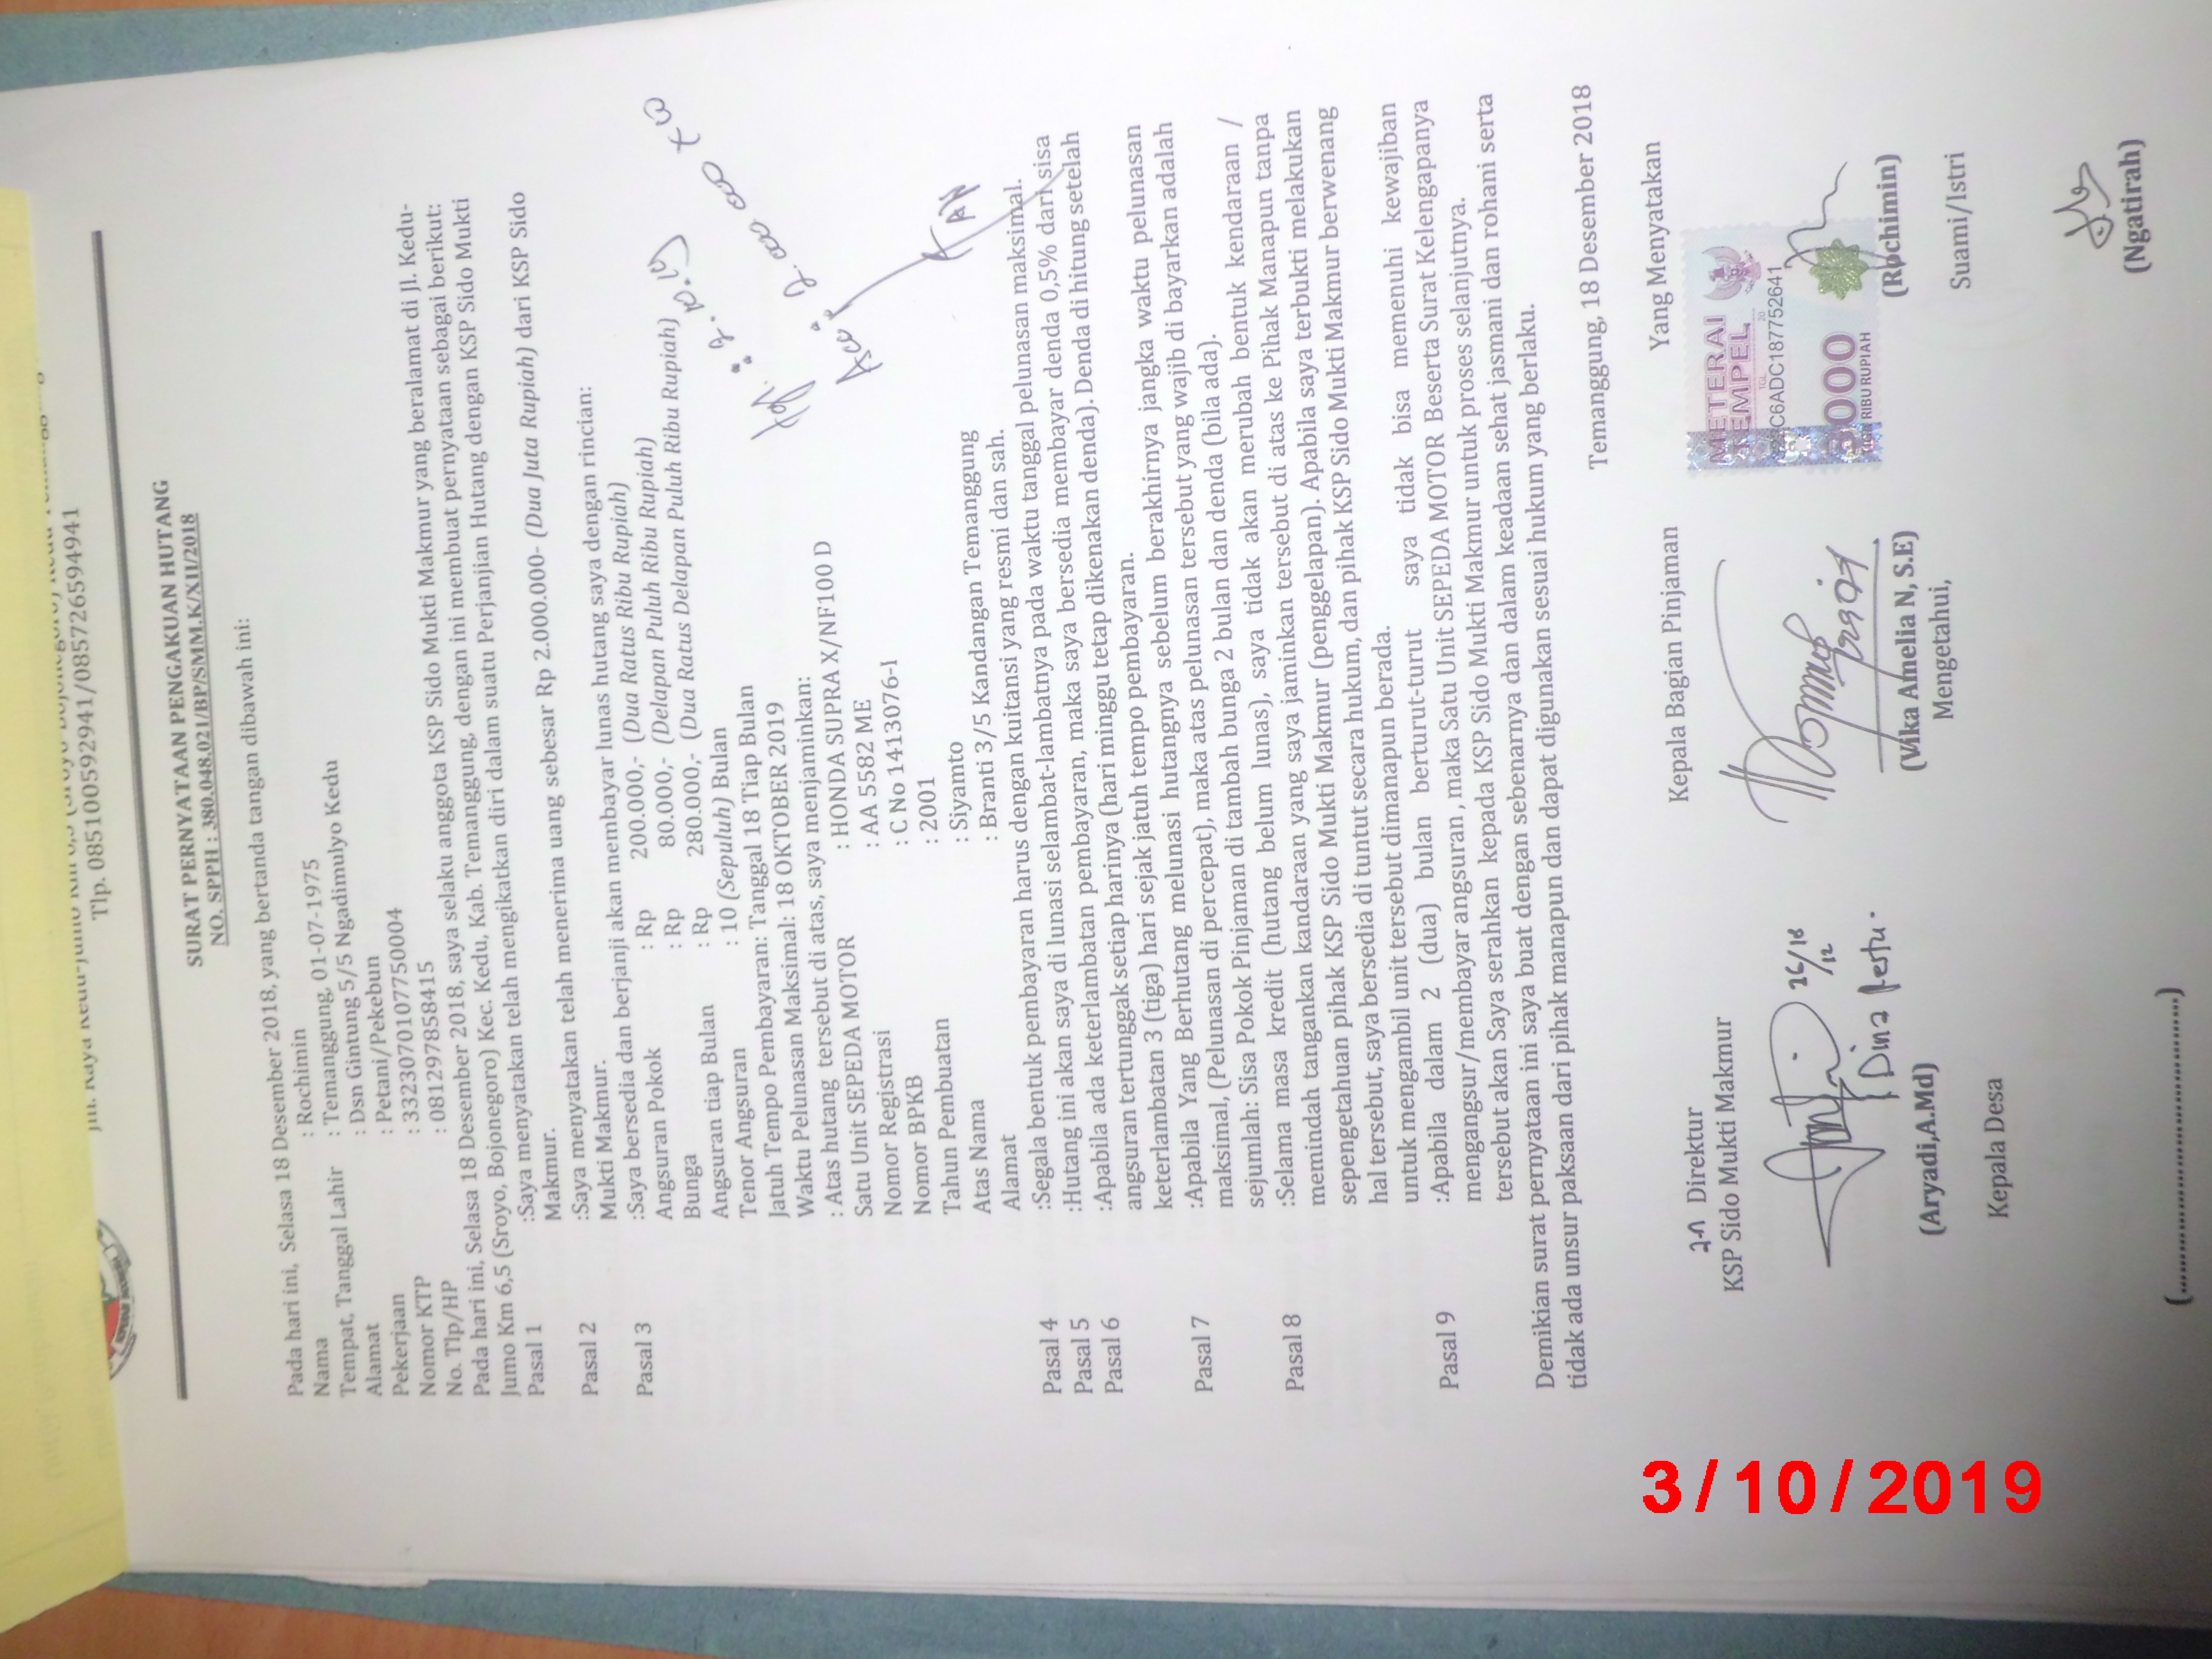 Tlp. 085100592941/085726594941
SURAT PERNYATAAN PENGAKUAN HUTANG
NO. SPPH : 380.048.021/BP/SMM.K/XII/2018
Pada hari ini, Selasa 18 Desember 2018, yang bertanda tangan dibawah ini:
Nama : Rochimin
Tempat, Tanggal Lahir : Temanggung, 01-07-1975
Alamat : Dsn Gintung 5/5 Ngadimulyo Kedu
Pekerjaan : Petani/Pekebun
Nomor KTP : 3323070107750004
No. Tlp/HP : 081297858415
Pada hari ini, Selasa 18 Desember 2018, saya selaku anggota KSP Sido Mukti Makmur yang beralamat di Jl. Kedu-
Jumo Km 6,5 (Sroyo, Bojonegoro) Kec. Kedu, Kab. Temanggung, dengan ini membuat pernyataan sebagai berikut:
Pasal 1 :Saya menyatakan telah mengikatkan diri dalam suatu Perjanjian Hutang dengan KSP Sido Mukti
Makmur.
Pasal 2 :Saya menyatakan telah menerima uang sebesar Rp 2.000.000- (Dua Juta Rupiah) dari KSP Sido
Mukti Makmur.
Pasal 3 :Saya bersedia dan berjanji akan membayar lunas hutang saya dengan rincian:
Angsuran Pokok : Rp 200.000,- (Dua Ratus Ribu Rupiah)
Bunga : Rp 80.000,- (Delapan Puluh Ribu Rupiah)
Angsuran tiap Bulan : Rp 280.000,- (Dua Ratus Delapan Puluh Ribu Rupiah)
Tenor Angsuran : 10 (Sepuluh) Bulan
Jatuh Tempo Pembayaran: Tanggal 18 Tiap Bulan
Waktu Pelunasan Maksimal: 18 OKTOBER 2019
: Atas hutang tersebut di atas, saya menjaminkan:
Satu Unit SEPEDA MOTOR : HONDA SUPRA X/NF100 D
Nomor Registrasi : AA 5582 ME
Nomor BPKB : C No 1413076-I
Tahun Pembuatan : 2001
Atas Nama : Siyamto
Alamat : Branti 3/5 Kandangan Temanggung
Pasal 4 :Segala bentuk pembayaran harus dengan kuitansi yang resmi dan sah.
Pasal 5 :Hutang ini akan saya di lunasi selambat-lambatnya pada waktu tanggal pelunasan maksimal.
Pasal 6 :Apabila ada keterlambatan pembayaran, maka saya bersedia membayar denda 0,5% dari sisa
angsuran tertunggak setiap harinya (hari minggu tetap dikenakan denda). Denda di hitung setelah
keterlambatan 3 (tiga) hari sejak jatuh tempo pembayaran.
Pasal 7 :Apabila Yang Berhutang melunasi hutangnya sebelum berakhirnya jangka waktu pelunasan
maksimal, (Pelunasan di percepat), maka atas pelunasan tersebut yang wajib di bayarkan adalah
sejumlah: Sisa Pokok Pinjaman di tambah bunga 2 bulan dan denda (bila ada).
Pasal 8 :Selama masa kredit (hutang belum lunas), saya tidak akan merubah bentuk kendaraan /
memindah tangankan kandaraan yang saya jaminkan tersebut di atas ke Pihak Manapun tanpa
sepengetahuan pihak KSP Sido Mukti Makmur (penggelapan). Apabila saya terbukti melakukan
hal tersebut, saya bersedia di tuntut secara hukum, dan pihak KSP Sido Mukti Makmur berwenang
untuk mengambil unit tersebut dimanapun berada.
Pasal 9 :Apabila dalam 2 (dua) bulan berturut-turut saya tidak bisa memenuhi kewajiban
mengangsur/membayar angsuran , maka Satu Unit SEPEDA MOTOR Beserta Surat Kelengapanya
tersebut akan Saya serahkan kepada KSP Sido Mukti Makmur untuk proses selanjutnya.
Demikian surat pernyataan ini saya buat dengan sebenarnya dan dalam keadaan sehat jasmani dan rohani serta
tidak ada unsur paksaan dari pihak manapun dan dapat digunakan sesuai hukum yang berlaku.
Temanggung, 18 Desember 2018
Direktur Kepala Bagian Pinjaman Yang Menyatakan
KSP Sido Mukti Makmur
METERAI
TEMPEL
TGL 20
C6ADC187752641
3000
TIGA RIBU RUPIAH
26/12 18
(Aryadi,A.Md) (Vika Amelia N, S.E) (Rochimin)
Mengetahui,
Kepala Desa Suami/Istri
(Ngatirah)
(...............................)
3/10/2019